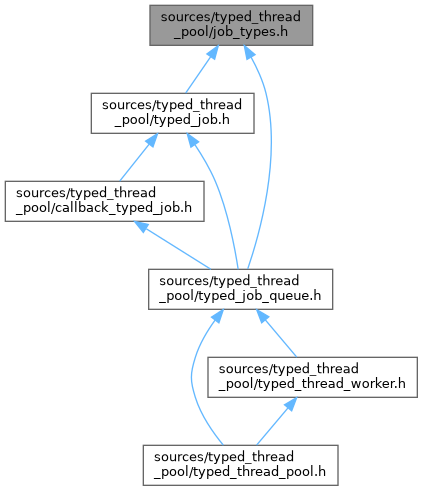 sources/typed_thread
_pool/job_types.h
sources/typed_thread
_pool/typed_job.h
sources/typed_thread
_pool/callback_typed_job.h
sources/typed_thread
_pool/typed_job_queue.h
sources/typed_thread
_pool/typed_thread_worker.h
sources/typed_thread
_pool/typed_thread_pool.h